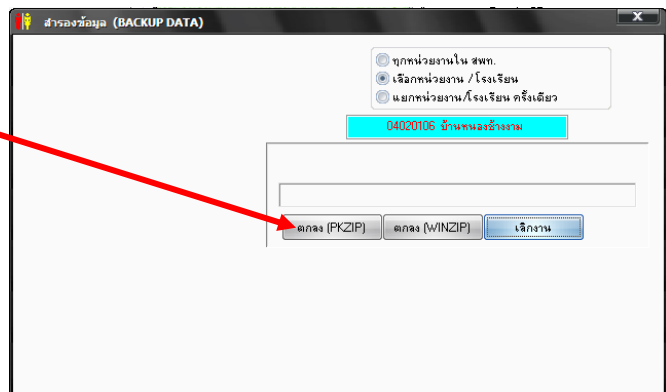 สำรองข้อมูล (BACKUP DATA)
ทุกหน่วยงานใน สพท.
เลือกหน่วยงาน / โรงเรียน
แยกหน่วยงาน/โรงเรียน ครั้งเดียว
04020106 บ้านหนองช้างงาม
ตกลง (PKZIP) ตกลง (WINZIP) เลิกงาน